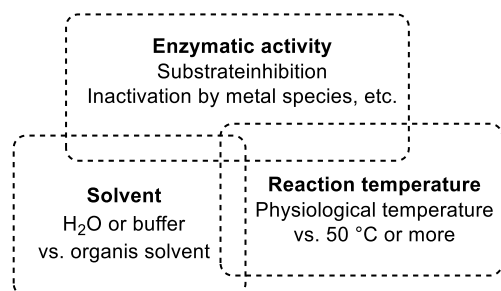 Enzymatic activity
Substrateinhibition
Inactivation by metal species, etc.
Solvent
H₂O or buffer
vs. organis solvent
Reaction temperature
Physiological temperature
vs. 50 °C or more